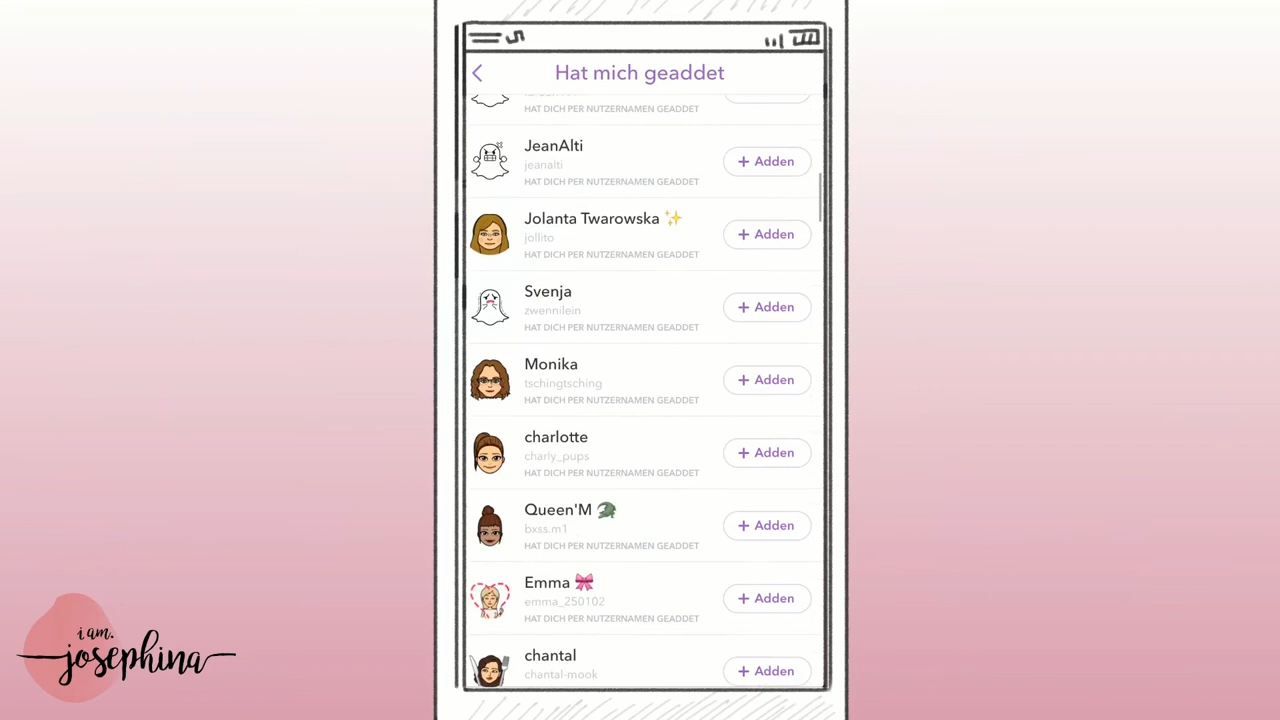 Hat mich geaddet
HAT DICH PER NUTZERNAMEN GEADDET
JeanAlti
jeanalti
HAT DICH PER NUTZERNAMEN GEADDET
+ Adden
Jolanta Twarowska ✨
jollito
HAT DICH PER NUTZERNAMEN GEADDET
+ Adden
Svenja
zwennilein
HAT DICH PER NUTZERNAMEN GEADDET
+ Adden
Monika
tschingtsching
HAT DICH PER NUTZERNAMEN GEADDET
+ Adden
charlotte
charly_pups
HAT DICH PER NUTZERNAMEN GEADDET
+ Adden
Queen'M 🐊
bxss.m1
HAT DICH PER NUTZERNAMEN GEADDET
+ Adden
Emma 🎀
emma_250102
HAT DICH PER NUTZERNAMEN GEADDET
+ Adden
chantal
chantal-mook
+ Adden
i am.
josephina